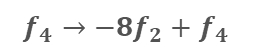 f₄ → −8f₂ + f₄